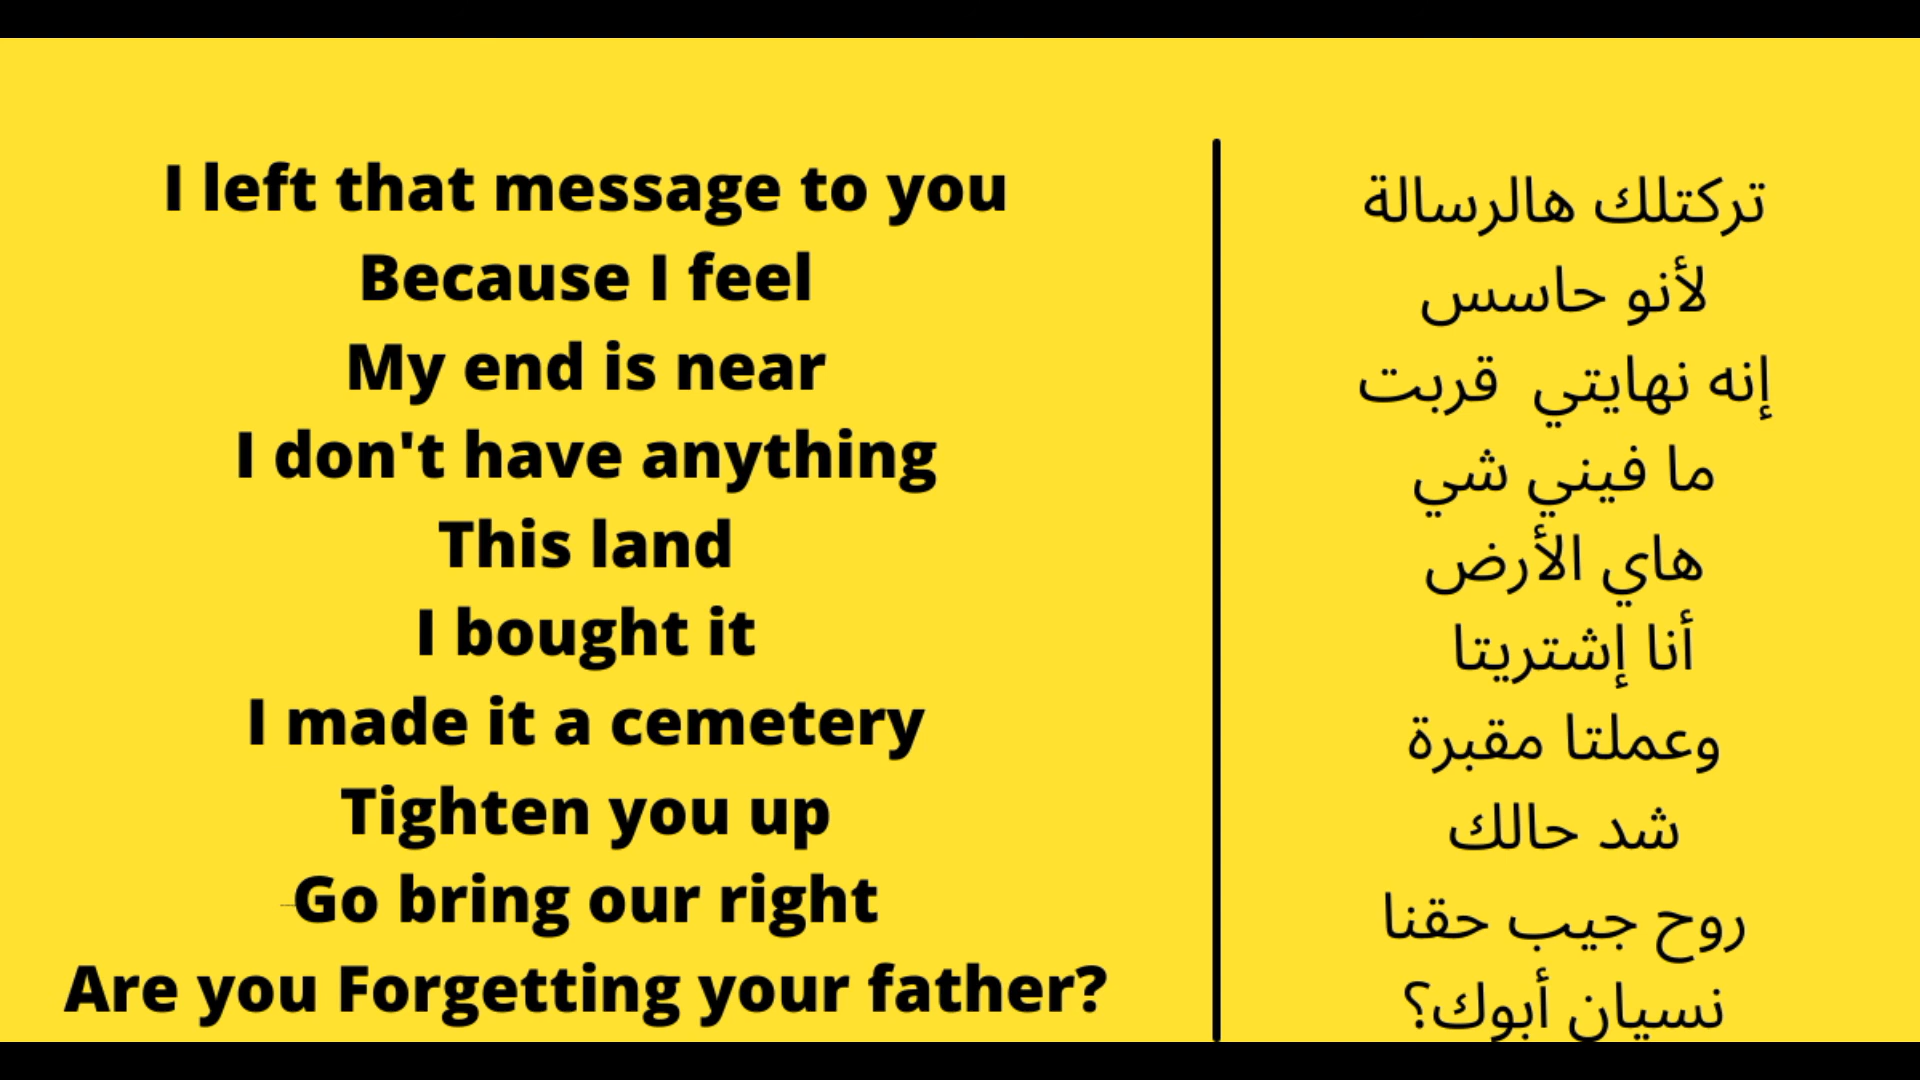 I left that message to you
Because I feel
My end is near
I don't have anything
This land
I bought it
I made it a cemetery
Tighten you up
Go bring our right
Are you Forgetting your father?
تركتلك هالرسالة
لأنو حاسس
إنه نهايتي  قربت
ما فيني شي
هاي الأرض
أنا إشتريتا
وعملتا مقبرة
شد حالك
روح جيب حقنا
نسيان أبوك؟